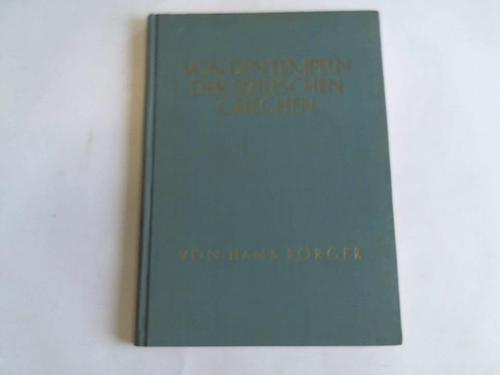 VON DEN TEMPELN
DER SIZILISCHEN
GRIECHEN
VON HANS BÖRGER